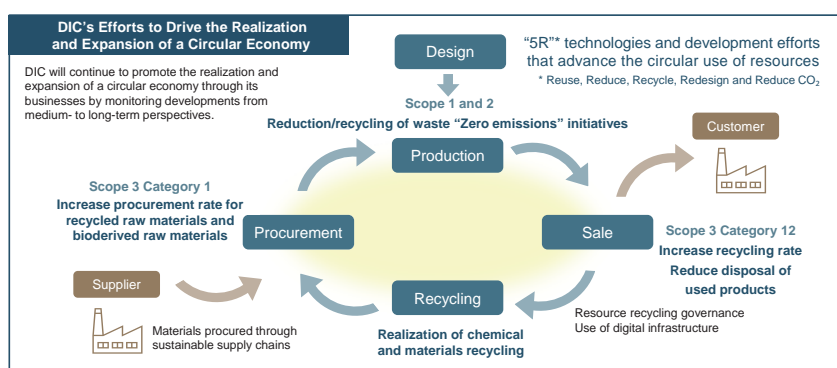 DIC's Efforts to Drive the Realization
and Expansion of a Circular Economy
DIC will continue to promote the realization and
expansion of a circular economy through its
businesses by monitoring developments from
medium- to long-term perspectives.
Design
“5R”* technologies and development efforts
that advance the circular use of resources
* Reuse, Reduce, Recycle, Redesign and Reduce CO₂
Scope 1 and 2
Reduction/recycling of waste “Zero emissions” initiatives
Production
Customer
Scope 3 Category 1
Increase procurement rate for
recycled raw materials and
bioderived raw materials
Procurement
Sale
Scope 3 Category 12
Increase recycling rate
Reduce disposal of
used products
Supplier
Recycling
Resource recycling governance
Use of digital infrastructure
Materials procured through
sustainable supply chains
Realization of chemical
and materials recycling